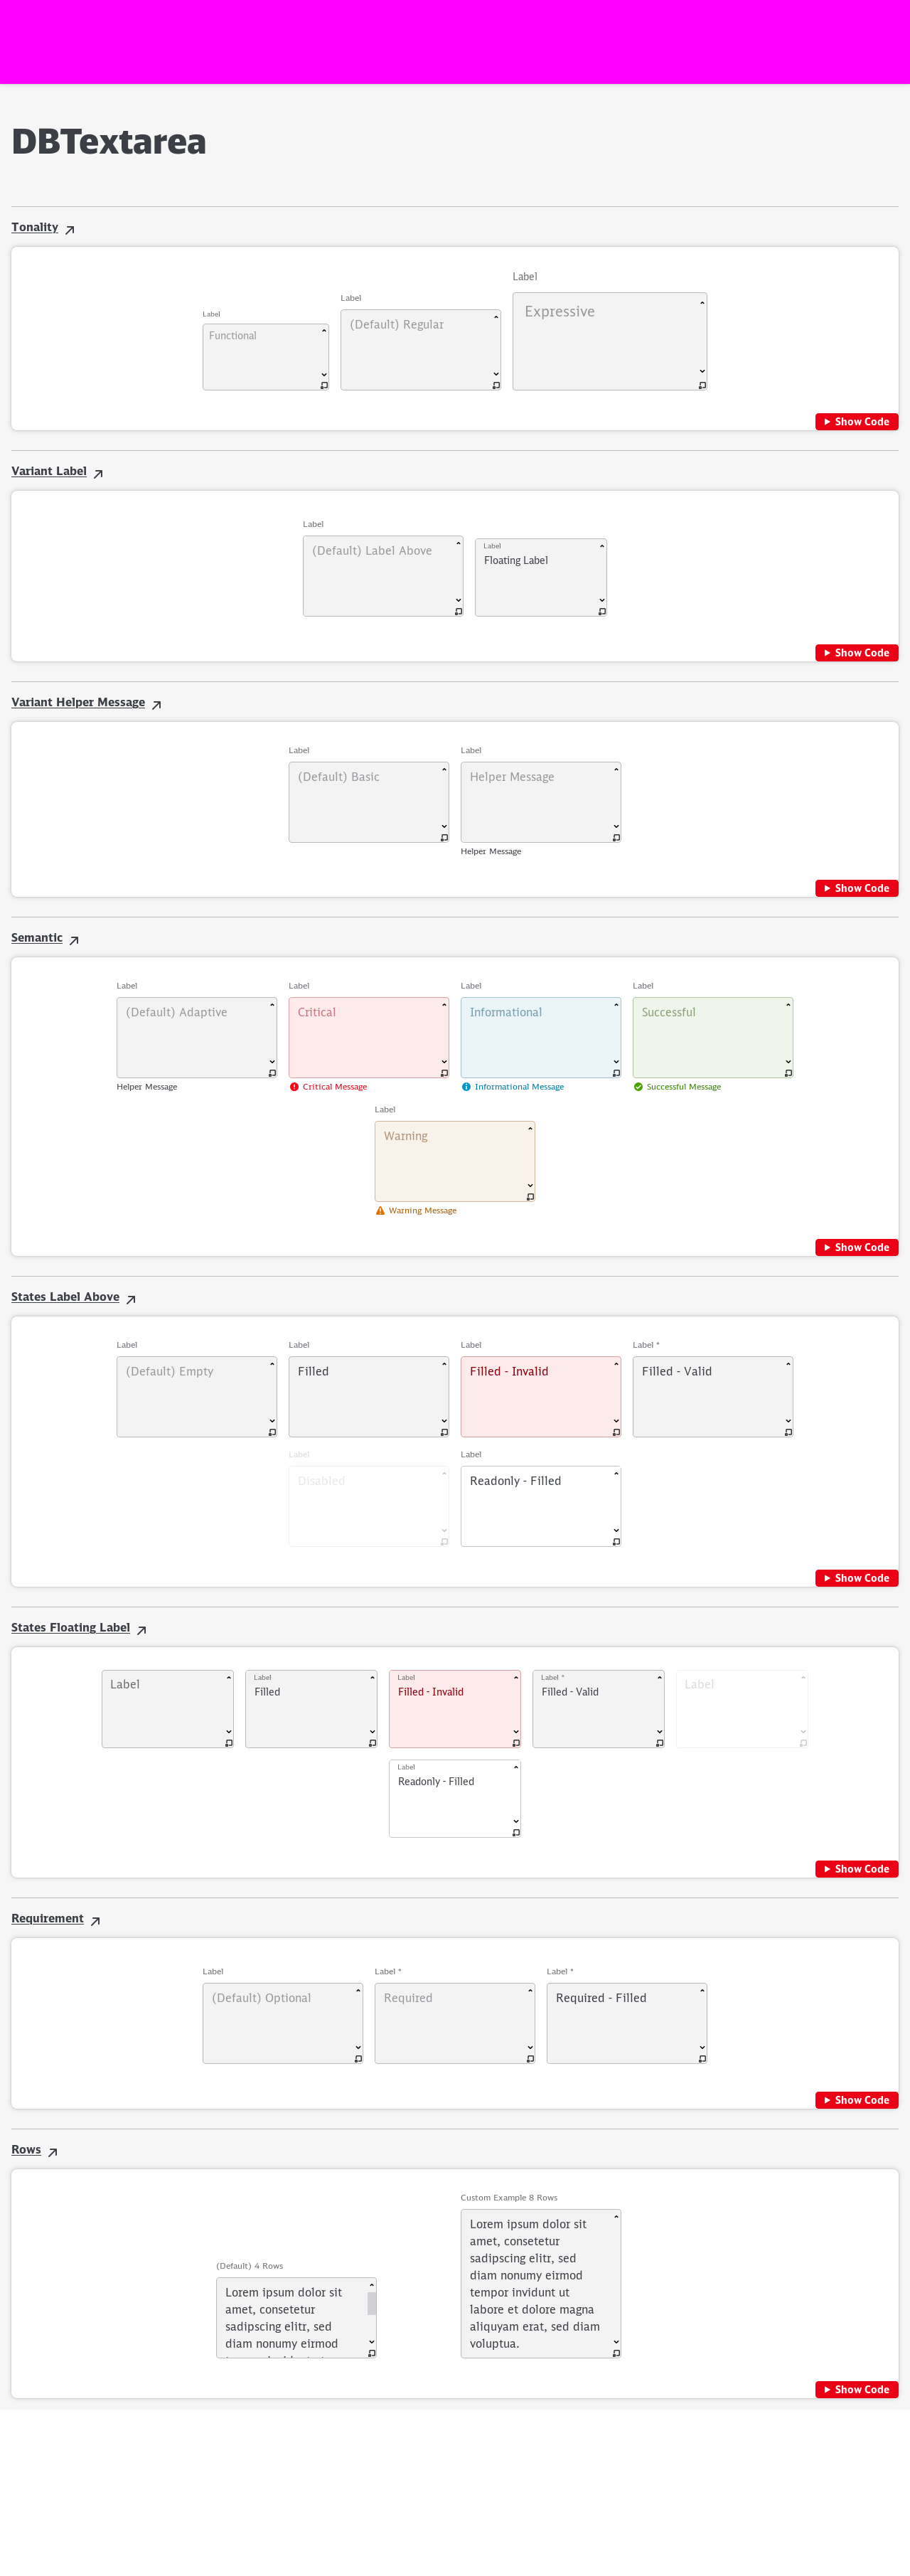 DBTextarea
Tonality
Label
Functional
Label
(Default) Regular
Label
Expressive
Show Code
Variant Label
Label
(Default) Label Above
Label
Floating Label
Show Code
Variant Helper Message
Label
(Default) Basic
Label
Helper Message
Helper Message
Show Code
Semantic
Label
(Default) Adaptive
Helper Message
Label
Critical
Critical Message
Label
Informational
Informational Message
Label
Successful
Successful Message
Label
Warning
Warning Message
Show Code
States Label Above
Label
(Default) Empty
Label
Filled
Label
Filled - Invalid
Label *
Filled - Valid
Label
Disabled
Label
Readonly - Filled
Show Code
States Floating Label
Label
Label
Filled
Label
Filled - Invalid
Label *
Filled - Valid
Label
Label
Readonly - Filled
Show Code
Requirement
Label
(Default) Optional
Label *
Required
Label *
Required - Filled
Show Code
Rows
(Default) 4 Rows
Lorem ipsum dolor sit
amet, consetetur
sadipscing elitr, sed
diam nonumy eirmod
Custom Example 8 Rows
Lorem ipsum dolor sit
amet, consetetur
sadipscing elitr, sed
diam nonumy eirmod
tempor invidunt ut
labore et dolore magna
aliquyam erat, sed diam
voluptua.
Show Code